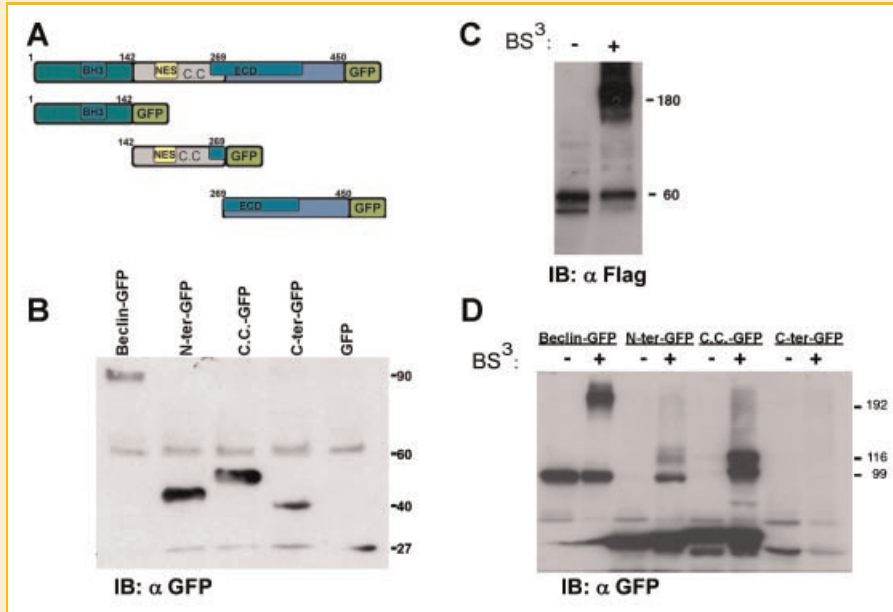 A
1 142 269 450
BH3 NES C.C ECD GFP
1 142
BH3 GFP
142 269
NES C.C GFP
269 450
ECD GFP
B
Beclin-GFP
N-ter-GFP
C.C.-GFP
C-ter-GFP
GFP
-90
-60
-40
-27
IB: α GFP
C
BS3: - +
- 180
- 60
IB: α Flag
D
Beclin-GFP N-ter-GFP C.C.-GFP C-ter-GFP
BS3: - + - + - + - +
- 192
- 116
- 99
IB: α GFP